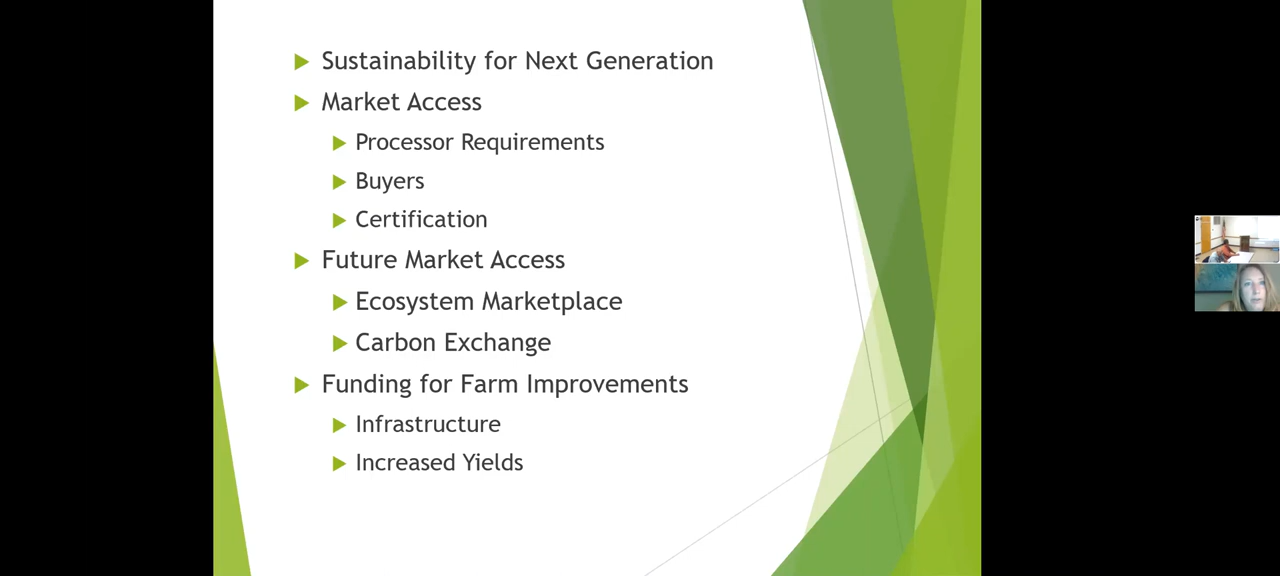 Sustainability for Next Generation
Market Access
Processor Requirements
Buyers
Certification
Future Market Access
Ecosystem Marketplace
Carbon Exchange
Funding for Farm Improvements
Infrastructure
Increased Yields